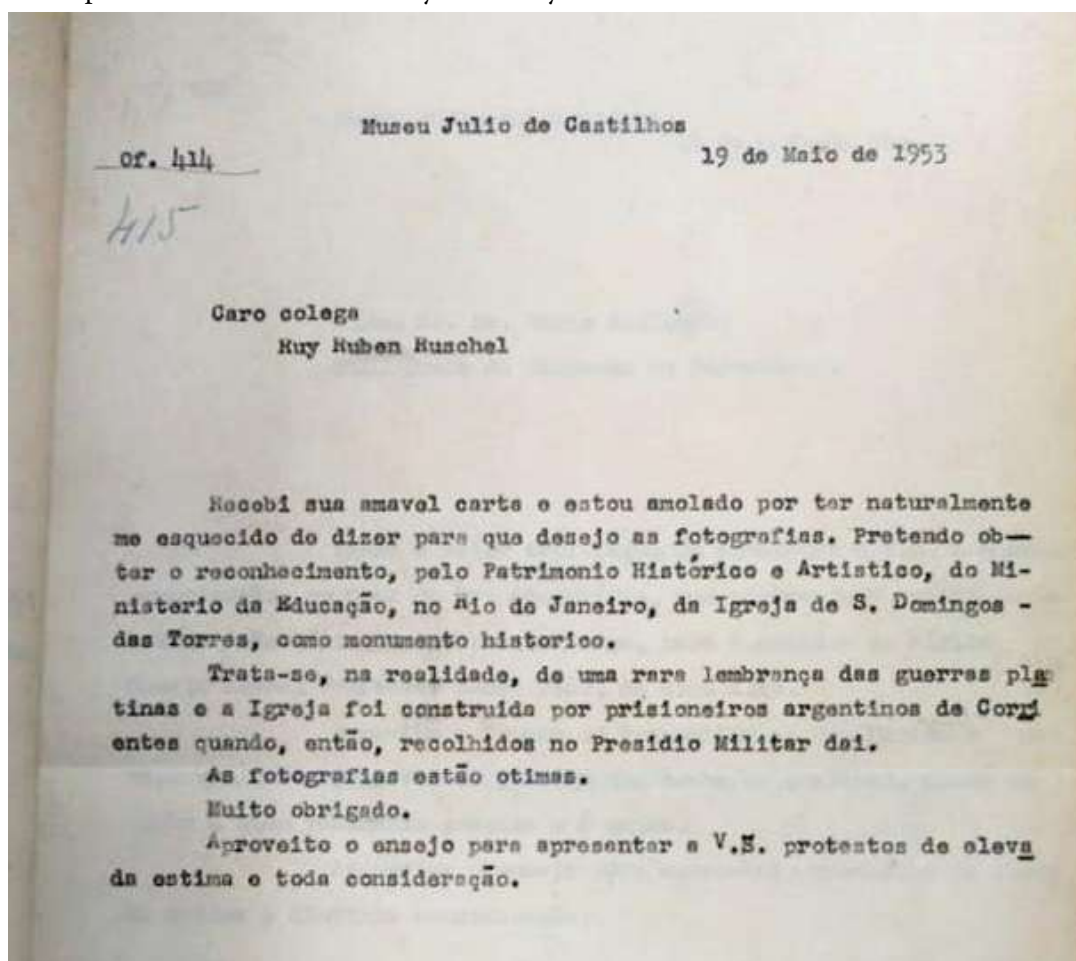 Museu Julio de Castilhos
of. 414
19 de Maio de 1953
415
Caro colega
Ruy Ruben Ruschel
Recebi sua amavel carta e estou amolado por ter naturalmente
me esquecido de dizer para que desejo as fotografias. Pretendo ob-
ter o reconhecimento, pelo Patrimonio Histórico e Artistico, do Mi-
nisterio da Educação, no Rio de Janeiro, da Igreja de S. Domingos -
das Torres, como monumento historico.
Trata-se, na realidade, de uma rara lembrança das guerras pla
tinas e a Igreja foi construida por prisioneiros argentinos de Corri
entes quando, então, recolhidos no Presidio Militar daí.
As fotografias estão otimas.
Muito obrigado.
Aproveito o ensejo para apresentar a V.S. protestos de eleva
da estima e toda consideração.